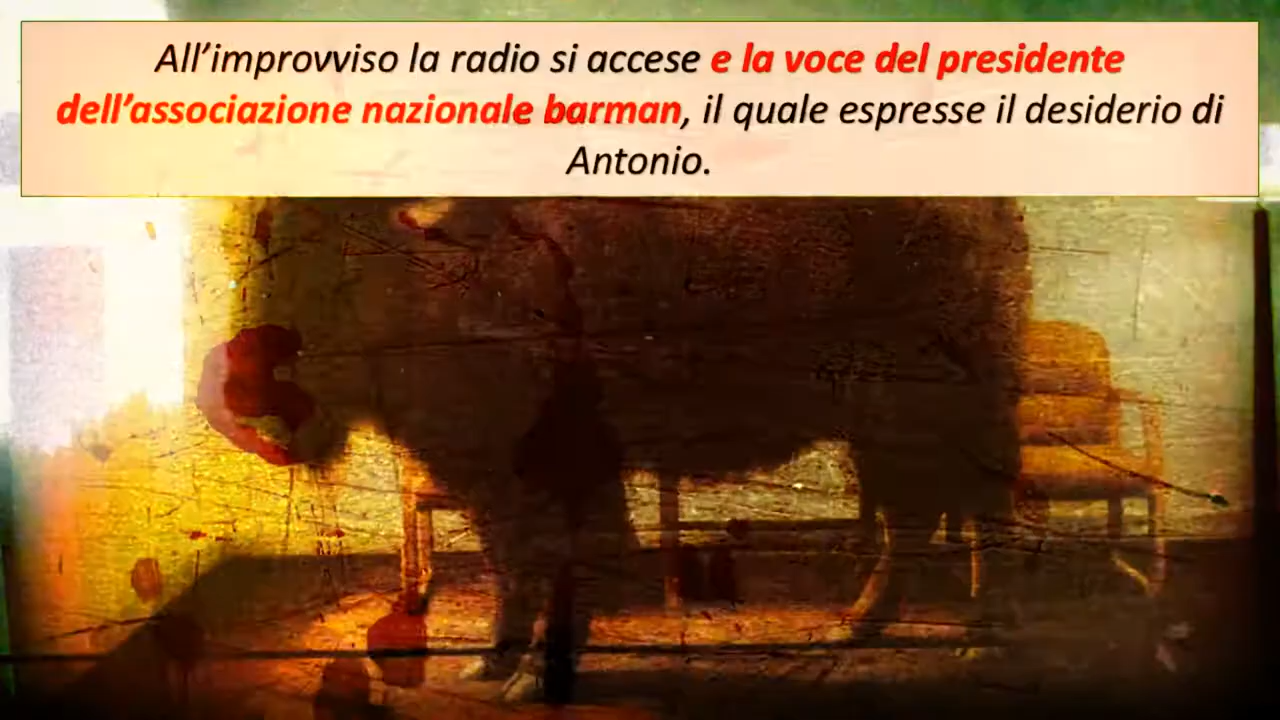 All’improvviso la radio si accese e la voce del presidente
dell’associazione nazionale barman, il quale espresse il desiderio di
Antonio.